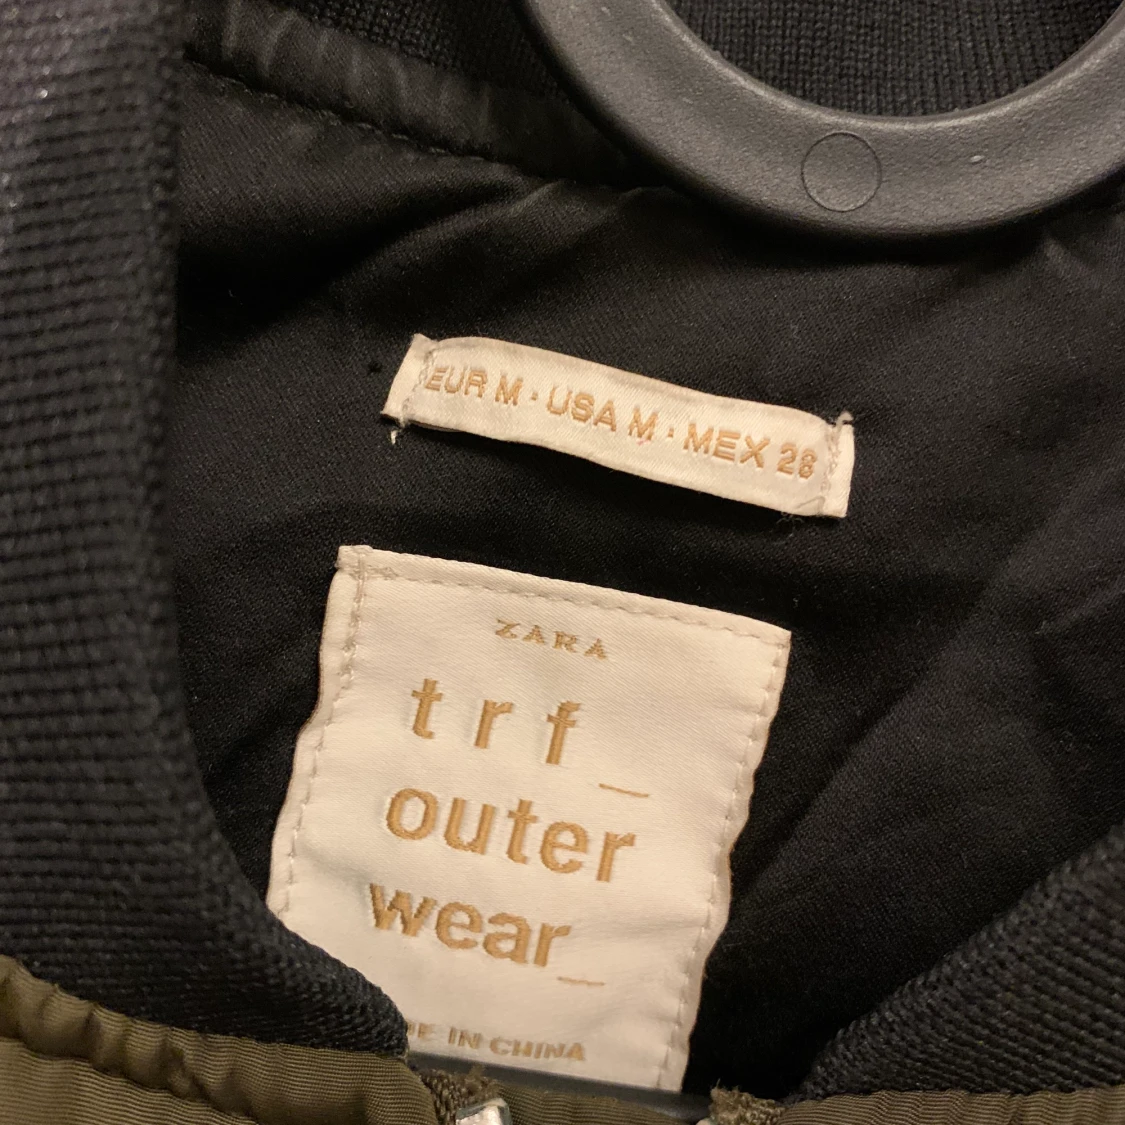 EUR M · USA M · MEX 28
ZARA
trf_
outer
wear_
IN CHINA